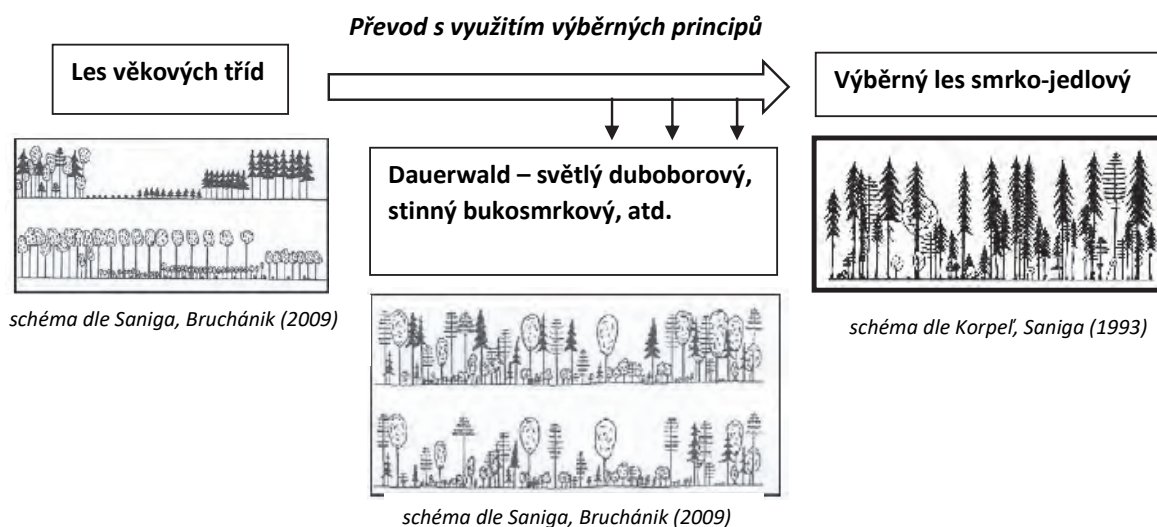 Převod s využitím výběrných principů
Les věkových tříd
Výběrný les smrko-jedlový
Dauerwald – světlý duboborový,
stinný bukosmrkový, atd.
schéma dle Saniga, Bruchánik (2009)
schéma dle Korpeľ, Saniga (1993)
schéma dle Saniga, Bruchánik (2009)